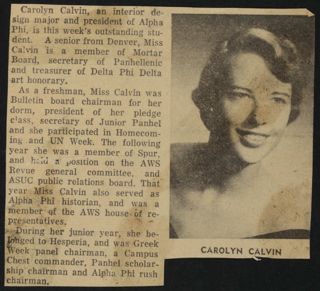 Carolyn Calvin, an interior de-
sign major and president of Alpha
Phi, is this week's outstanding stu-
dent. A senior from Denver, Miss
Calvin is a member of Mortar
Board, secretary of Panhellenic
and treasurer of Delta Phi Delta
art honorary.
As a freshman, Miss Calvin was
Bulletin board chairman for her
dorm, president of her pledge
class, secretary of Junior Panhel
and she participated in Homecom-
ing and UN Week. The following
year she was a member of Spur,
and held a position on the AWS
Revue general committee, and
ASUC public relations board. That
year Miss Calvin also served as
Alpha Phi historian, and was a
member of the AWS house of re-
presentatives.
During her junior year, she be-
longed to Hesperia, and was Greek
Week panel chairman, a Campus
Chest commander, Panhel scholar-
ship chairman and Alpha Phi rush
chairman.
CAROLYN CALVIN